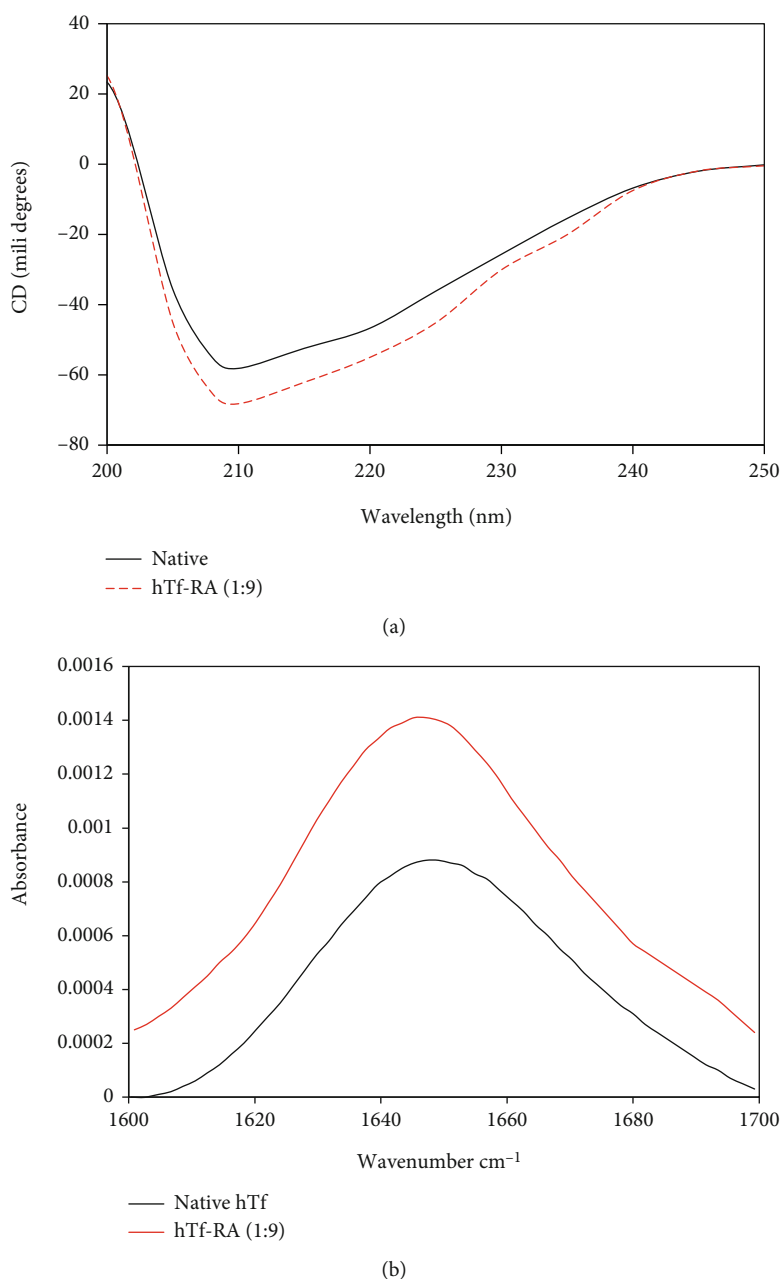 40
20
0
−20
−40
−60
−80
CD (mili degrees)
200 210 220 230 240 250
Wavelength (nm)
Native
hTf-RA (1:9)
(a)
0.0016
0.0014
0.0012
0.001
0.0008
0.0006
0.0004
0.0002
0
Absorbance
1600 1620 1640 1660 1680 1700
Wavenumber cm⁻¹
Native hTf
hTf-RA (1:9)
(b)